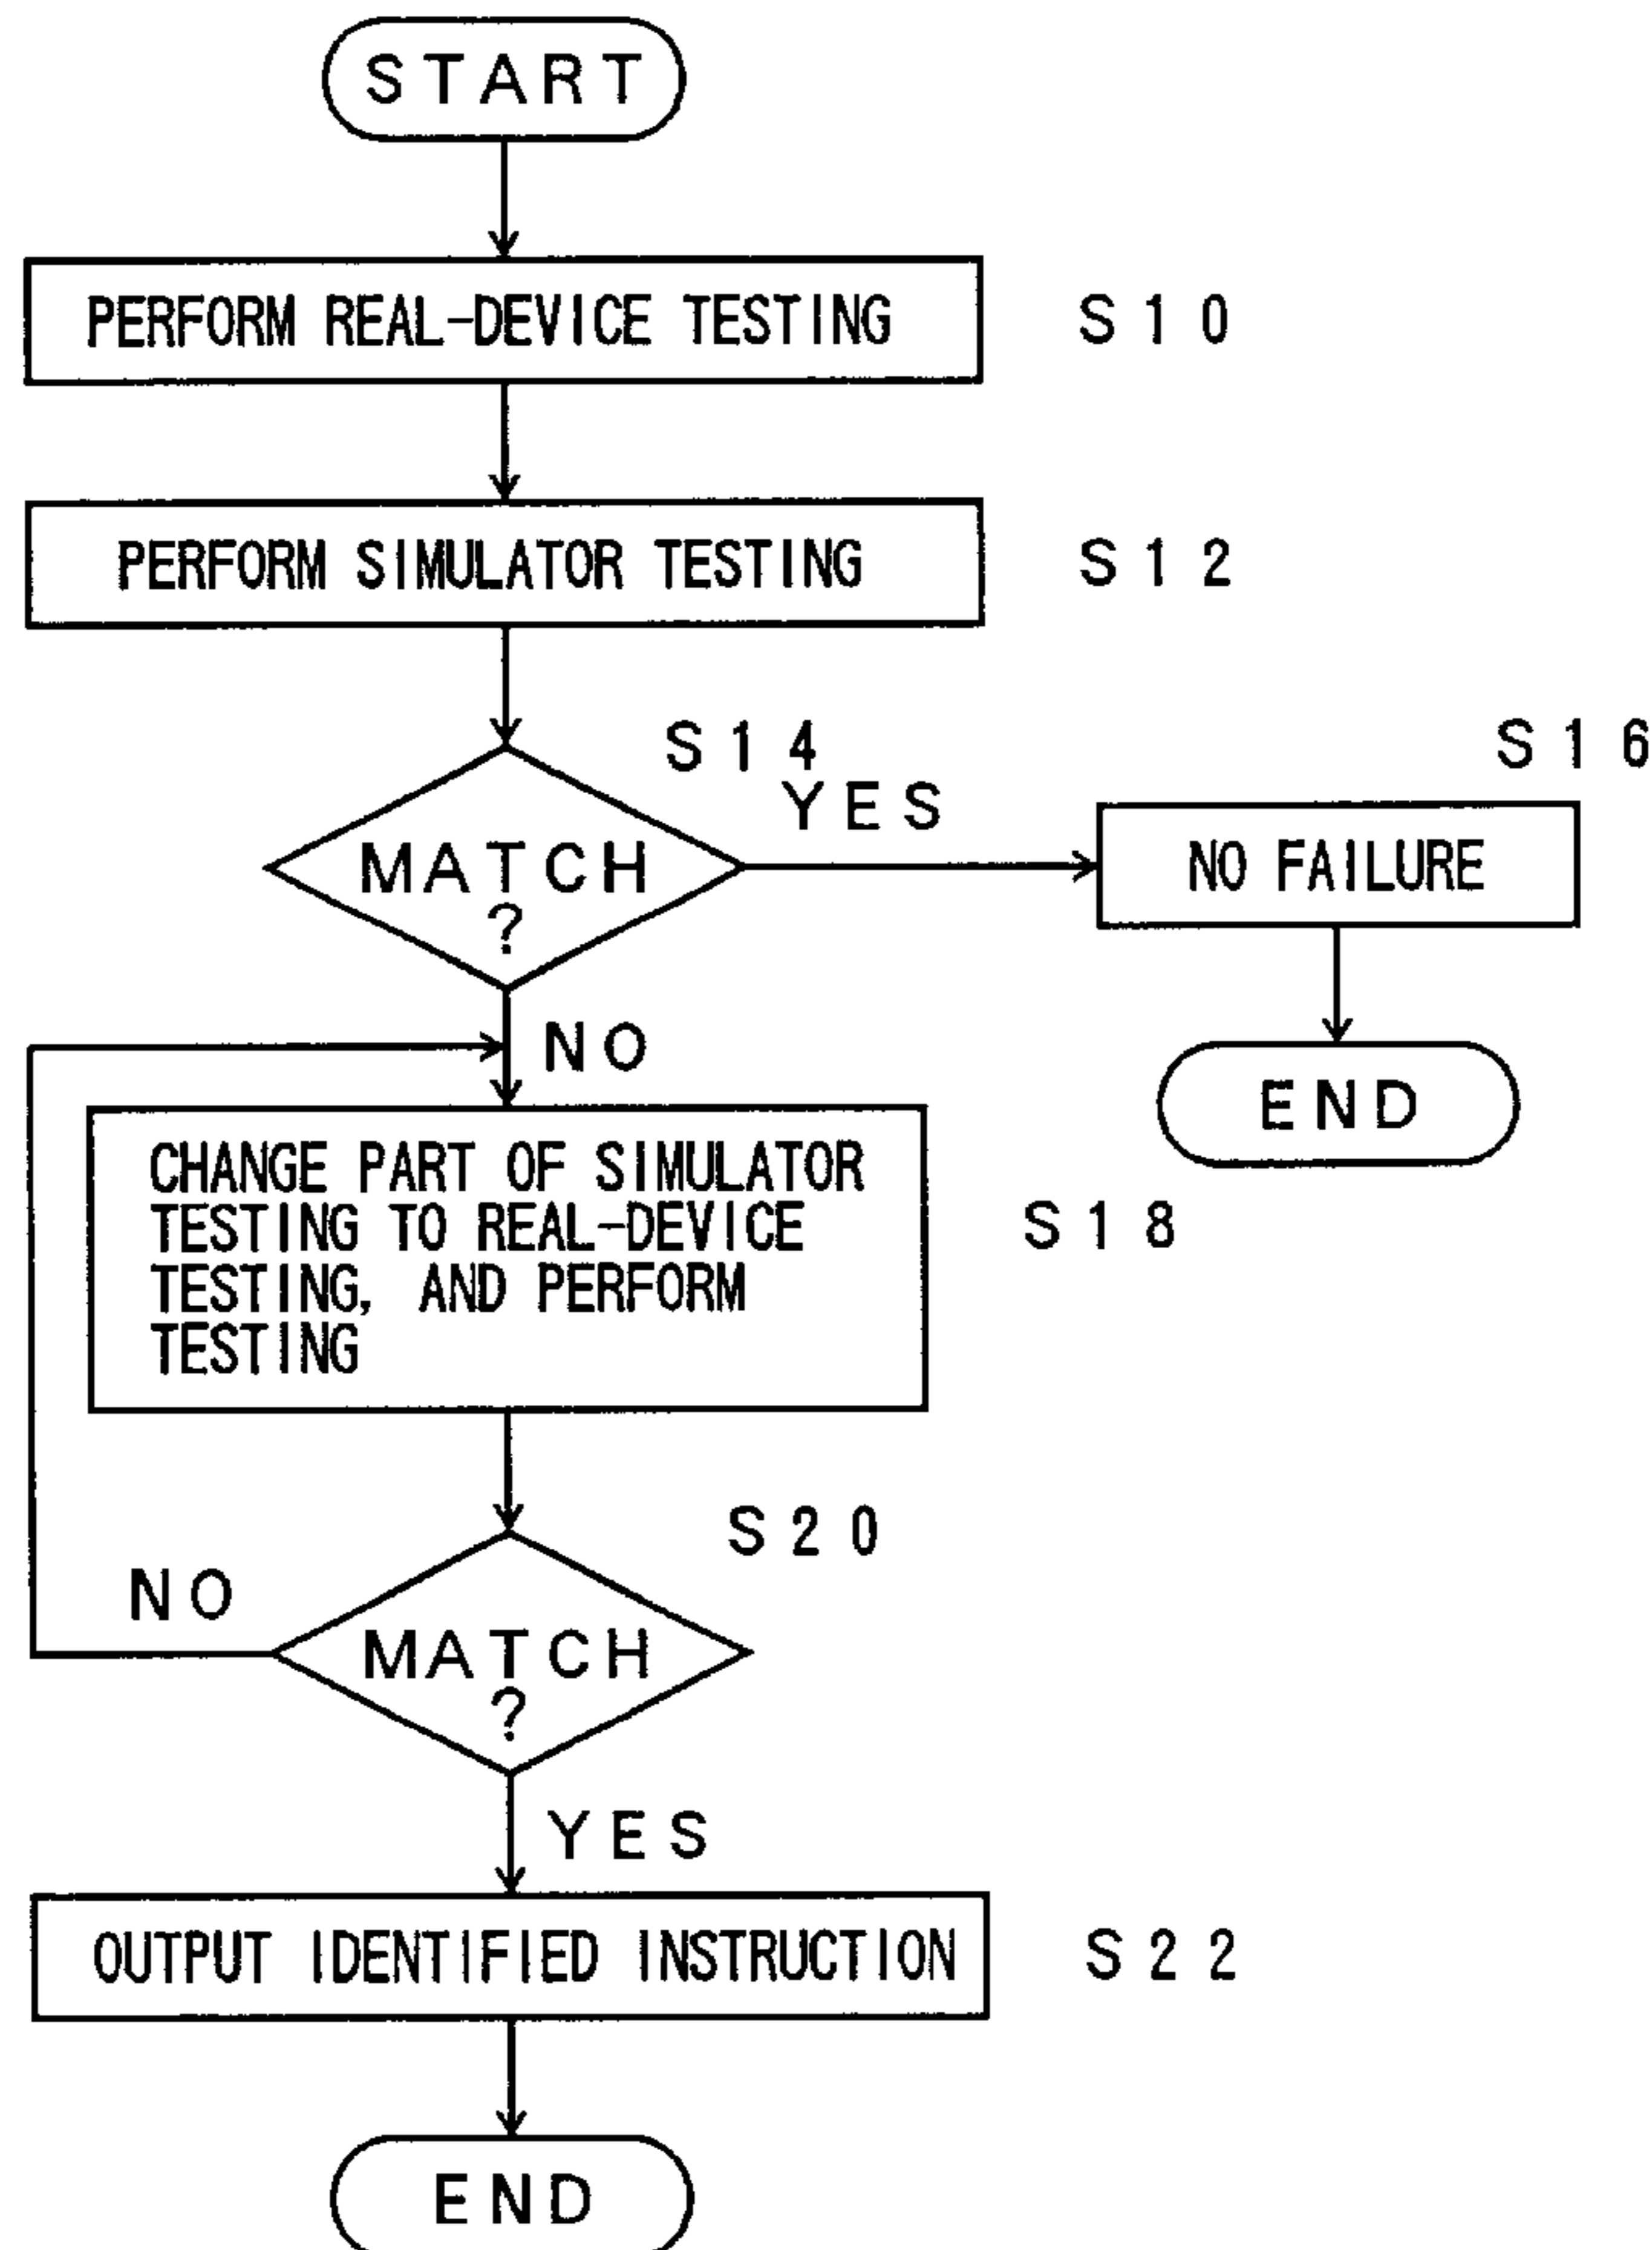 START
PERFORM REAL-DEVICE TESTING
S10
PERFORM SIMULATOR TESTING
S12
S14
S16
YES
MATCH
?
NO FAILURE
NO
END
CHANGE PART OF SIMULATOR
TESTING TO REAL-DEVICE
TESTING, AND PERFORM
TESTING
S18
S20
NO
MATCH
?
YES
OUTPUT IDENTIFIED INSTRUCTION
S22
END